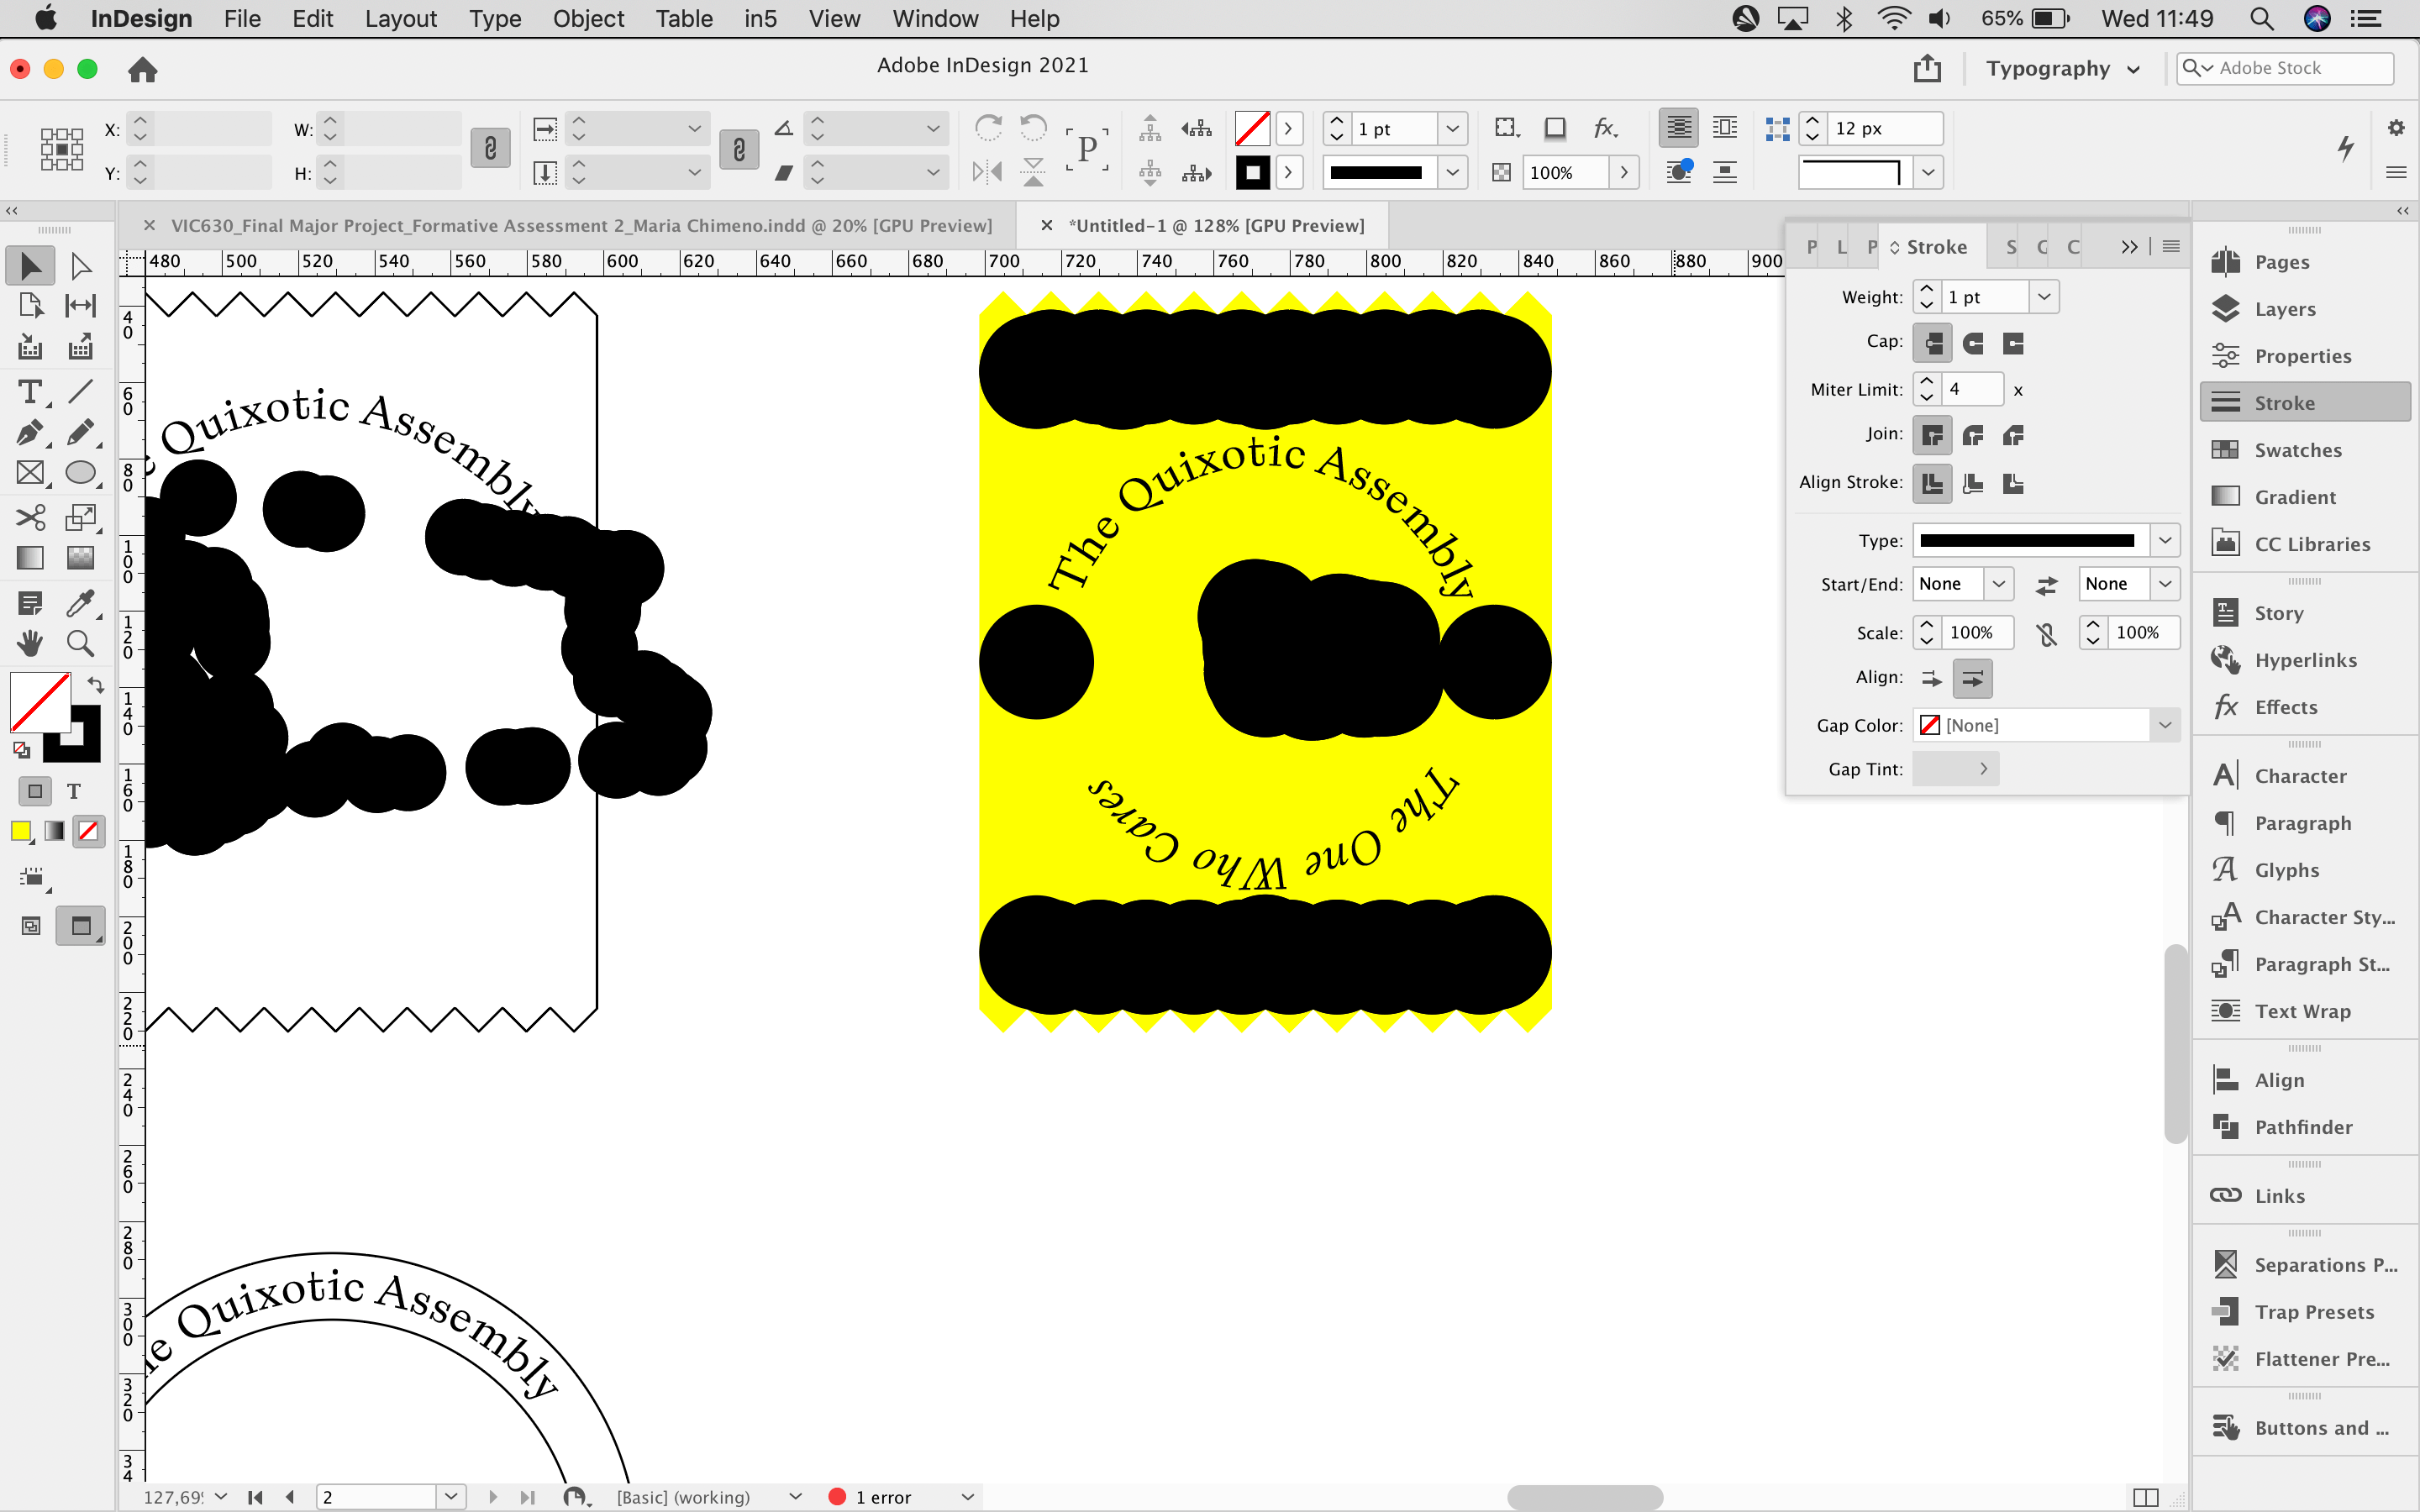 InDesign File Edit Layout Type Object Table in5 View Window Help 65% Wed 11:49
Adobe InDesign 2021 Typography Adobe Stock
X: W: 1 pt 12 px
Y: H: P 100% fx
VIC630_Final Major Project_Formative Assessment 2_Maria Chimeno.indd @ 20% [GPU Preview]
*Untitled-1 @ 128% [GPU Preview]
480 500 520 540 560 580 600 620 640 660 680 700 720 740 760 780 800 820 840 860 880 900
40
60
80
100
120
140
160
180
200
220
240
260
280
300
320
34
Quixotic Assembly
The Quixotic Assembly
The One Who Cares
Quixotic Assembly
P L P Stroke S C
Weight: 1 pt
Cap:
Miter Limit: 4 x
Join:
Align Stroke:
Type:
Start/End: None None
Scale: 100% 100%
Align:
Gap Color: [None]
Gap Tint:
Pages
Layers
Properties
Stroke
Swatches
Gradient
CC Libraries
Story
Hyperlinks
Effects
Character
Paragraph
Glyphs
Character Sty...
Paragraph St...
Text Wrap
Align
Pathfinder
Links
Separations P...
Trap Presets
Flattener Pre...
Buttons and ...
2 [Basic] (working) 1 error